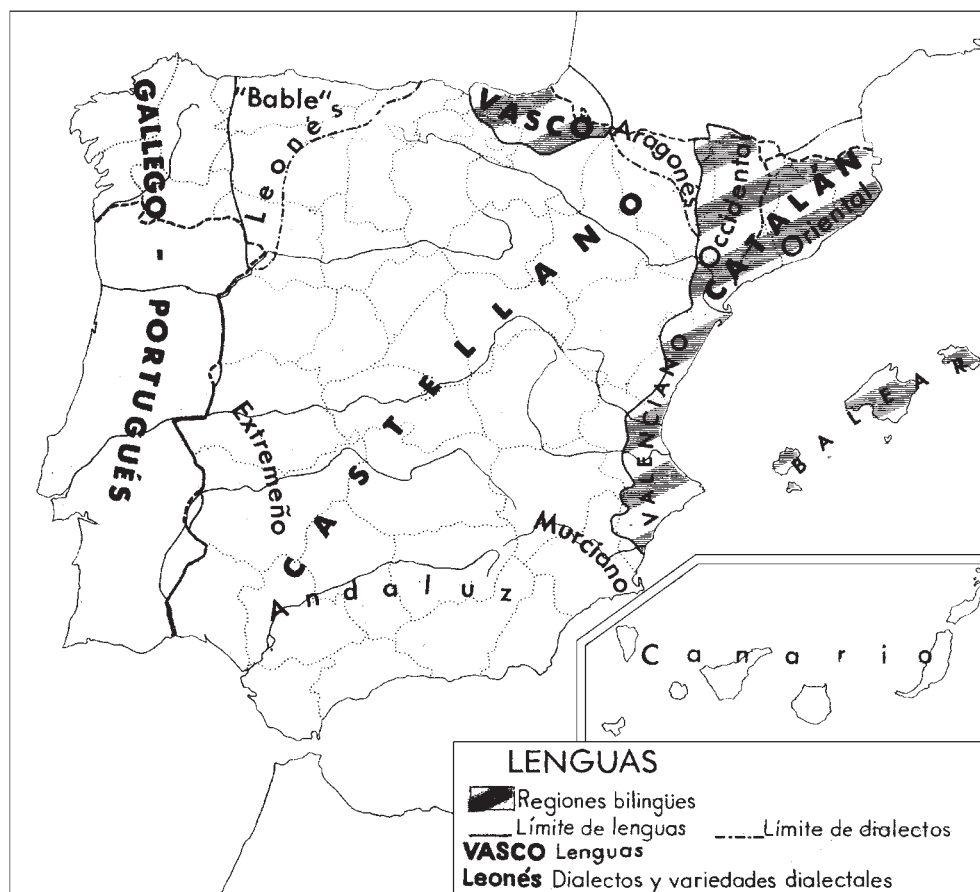 GALLEGO - PORTUGUÉS
"Bable"s
Leonés
VASCO
Aragones
Occidental
CATALÁN
Oriental
CASTELLANO
VALENCIANO
BALEAR
Extremeño
Murciano
Andaluz
Canario
LENGUAS
Regiones bilingües
Límite de lenguas
Límite de dialectos
VASCO Lenguas
Leonés Dialectos y variedades dialectales